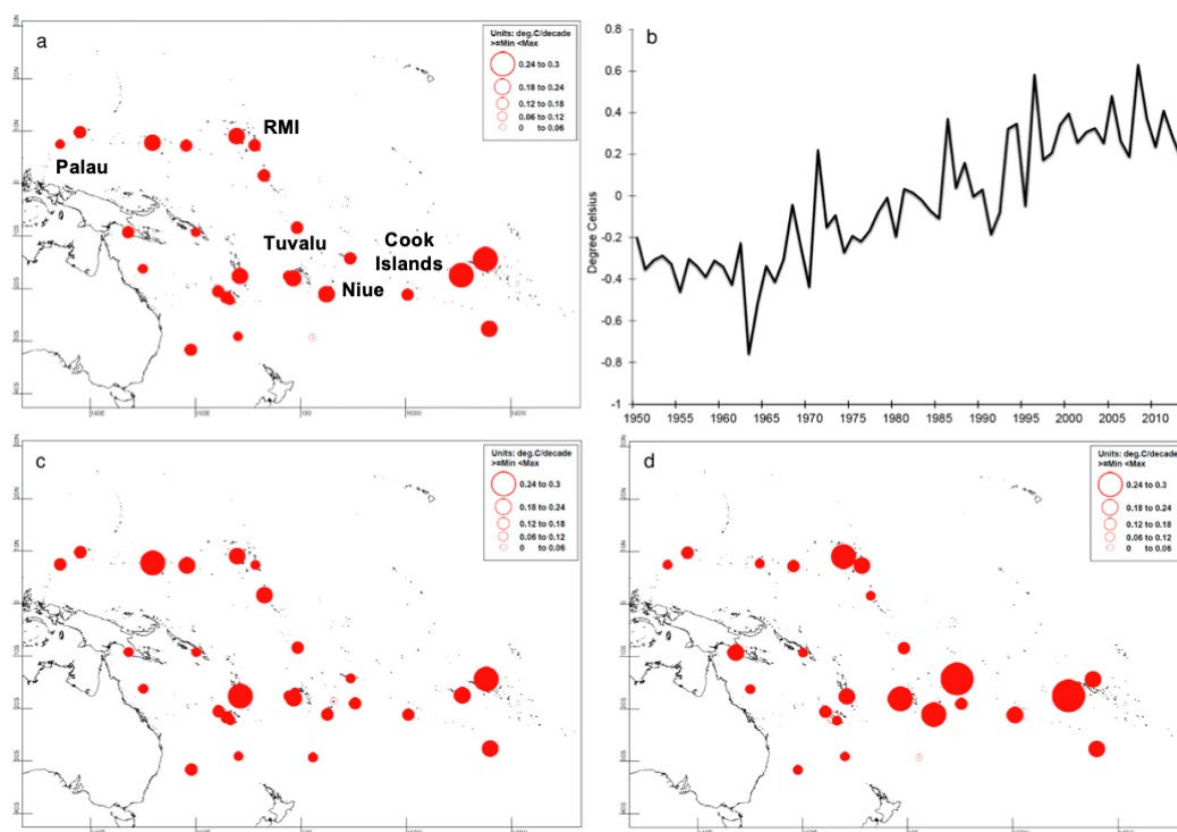 a
Units: deg.C/decade
>=Min <Max
0.24 to 0.3
0.18 to 0.24
0.12 to 0.18
0.06 to 0.12
0 to 0.06
RMI
Palau
Tuvalu
Cook
Islands
Niue
b
Degree Celsius
0.8
0.6
0.4
0.2
0
-0.2
-0.4
-0.6
-0.8
-1
1950 1955 1960 1965 1970 1975 1980 1985 1990 1995 2000 2005 2010
c
Units: deg.C/decade
>=Min <Max
0.24 to 0.3
0.18 to 0.24
0.12 to 0.18
0.06 to 0.12
0 to 0.06
d
Units: deg.C/decade
>=Min <Max
0.24 to 0.3
0.18 to 0.24
0.12 to 0.18
0.06 to 0.12
0 to 0.06